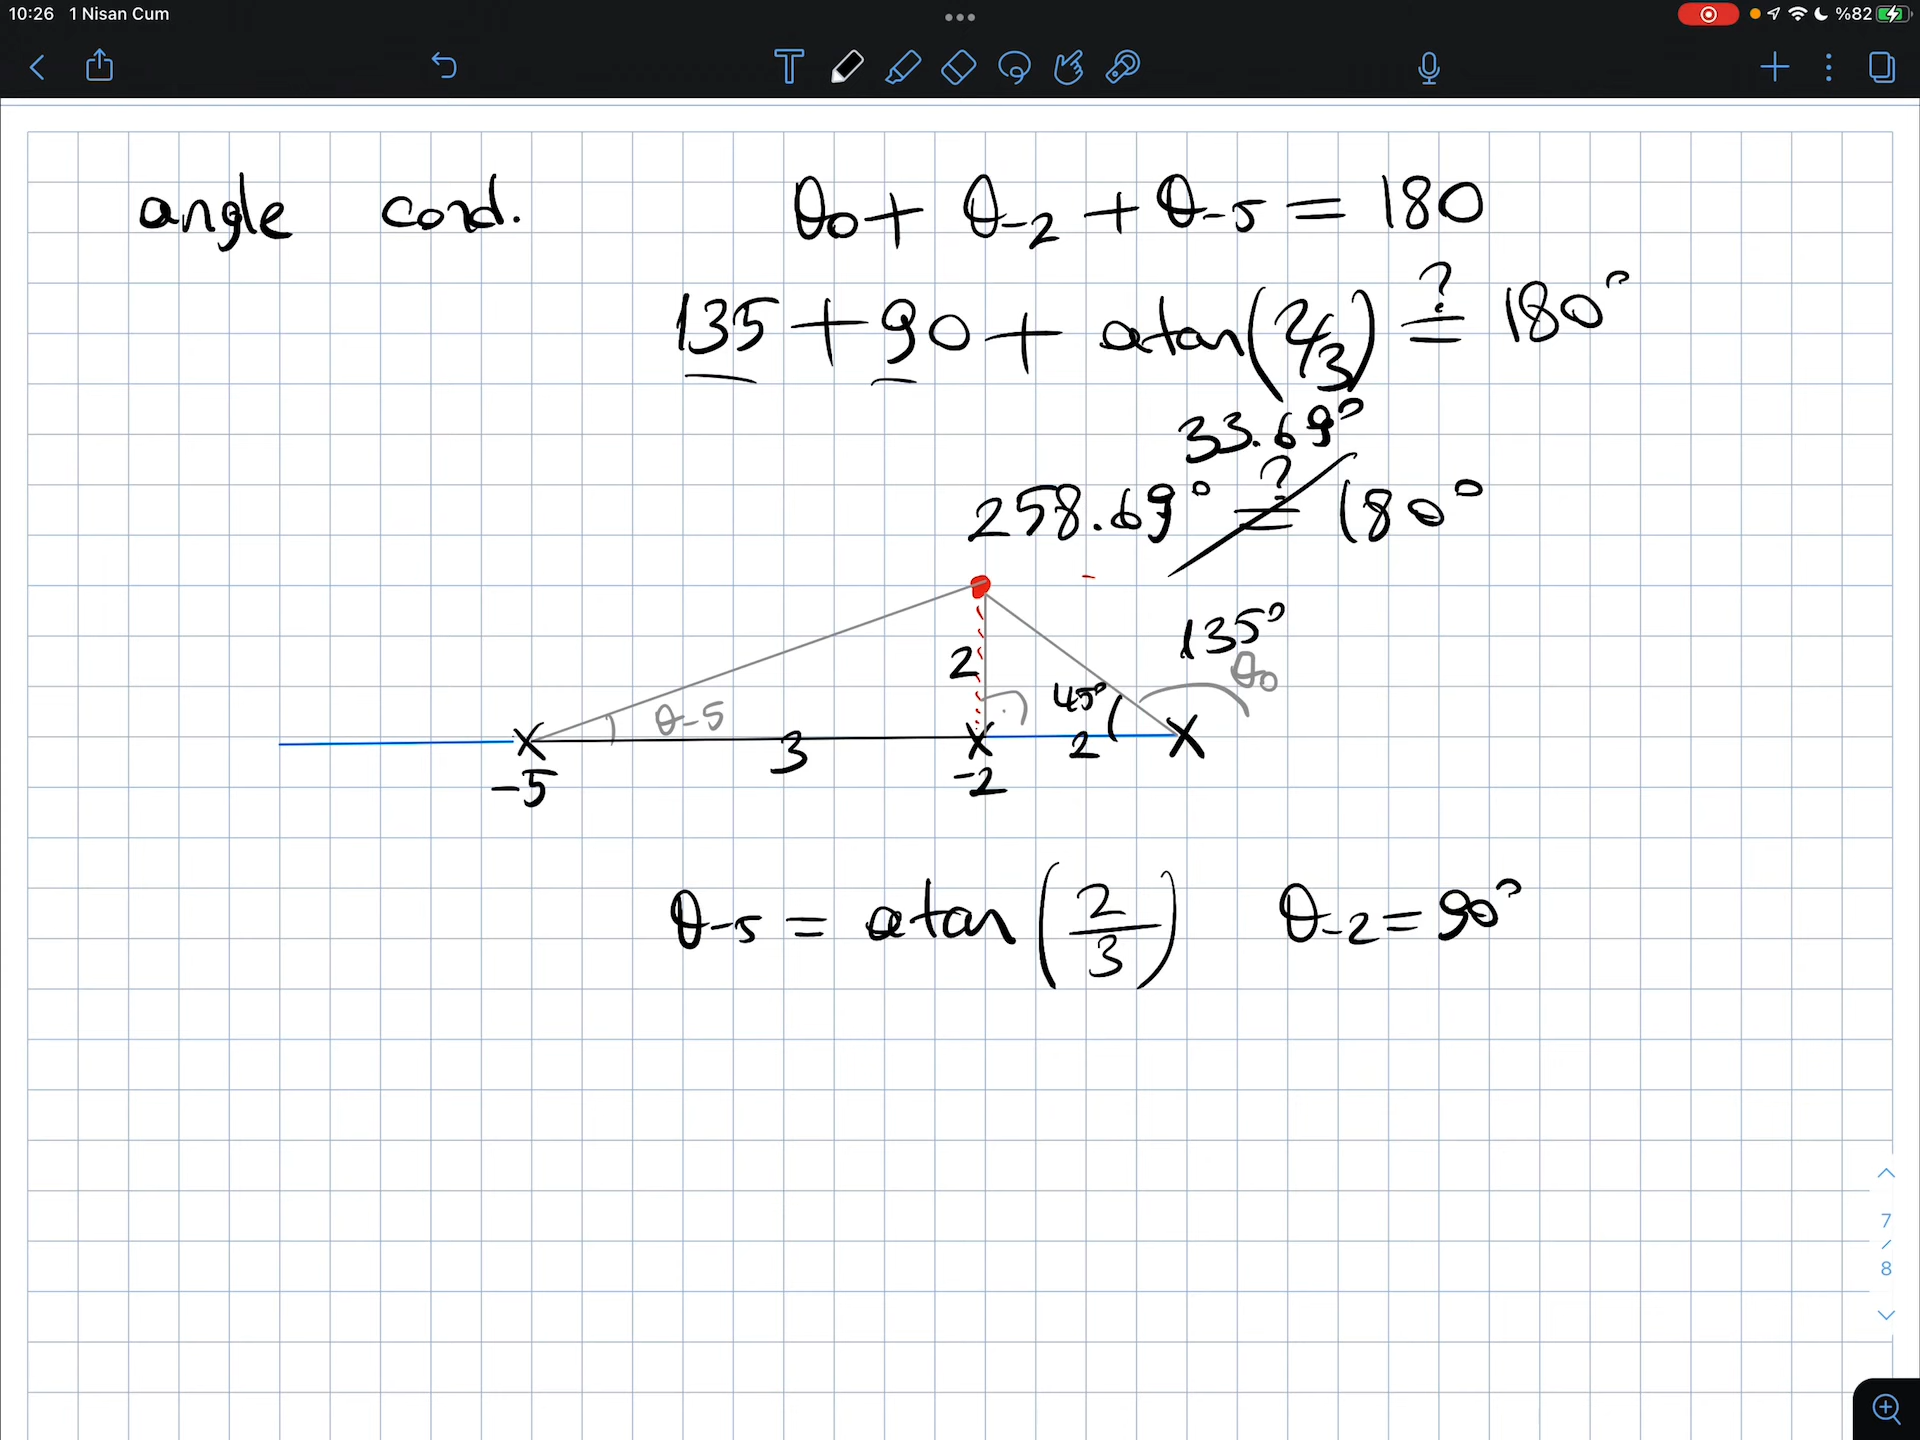 10:26 1 Nisan Cum
%82
angle cond.
θ0 + θ-2 + θ-5 = 180
135 + 90 + atan(2/3) ?= 180°
33.69°
258.69° ?= 180°
135°
θ0
2
45°
θ-5
3
2
-5
-2
θ-5 = atan(2/3) θ-2 = 90°
7
/
8